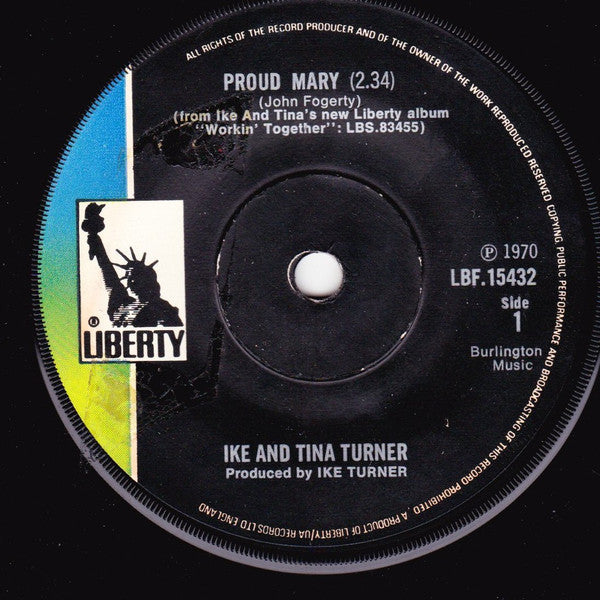 ALL RIGHTS OF THE RECORD PRODUCER AND OF THE OWNER OF THE WORK REPRODUCED RESERVED COPYING, PUBLIC PERFORMANCE AND BROADCASTING OF THIS RECORD PROHIBITED. A PRODUCT OF LIBERTY/UA RECORDS LTD ENGLAND
PROUD MARY (2.34)
(John Fogerty)
(from Ike And Tina's new Liberty album
"Workin' Together": LBS.83455)
Ⓟ 1970
LBF.15432
Side
1
Burlington
Music
®
LIBERTY
IKE AND TINA TURNER
Produced by IKE TURNER